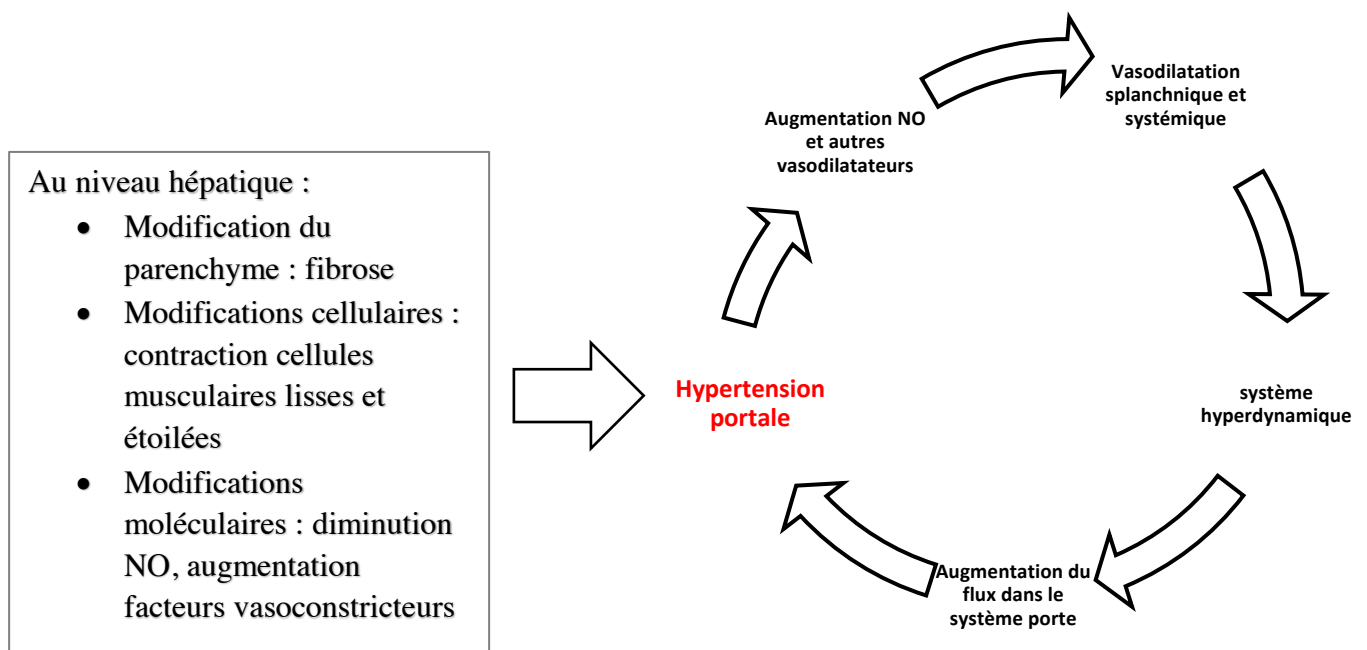 Au niveau hépatique :
• Modification du
parenchyme : fibrose
• Modifications cellulaires :
contraction cellules
musculaires lisses et
étoilées
• Modifications
moléculaires : diminution
NO, augmentation
facteurs vasoconstricteurs
Hypertension
portale
Augmentation NO
et autres
vasodilatateurs
Vasodilatation
splanchnique et
systémique
système
hyperdynamique
Augmentation du
flux dans le
système porte